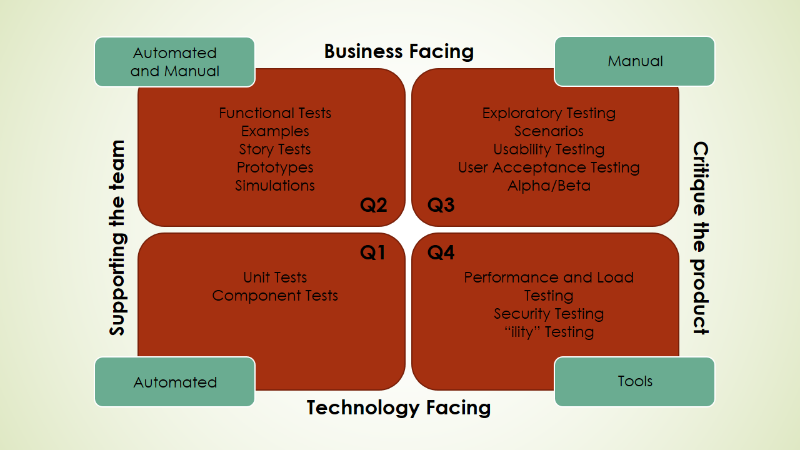 Business Facing
Automated
and Manual
Manual
Supporting the team
Functional Tests
Examples
Story Tests
Prototypes
Simulations
Q2
Exploratory Testing
Scenarios
Usability Testing
User Acceptance Testing
Alpha/Beta
Q3
Critique the product
Q1
Unit Tests
Component Tests
Q4
Performance and Load
Testing
Security Testing
“ility” Testing
Automated
Tools
Technology Facing